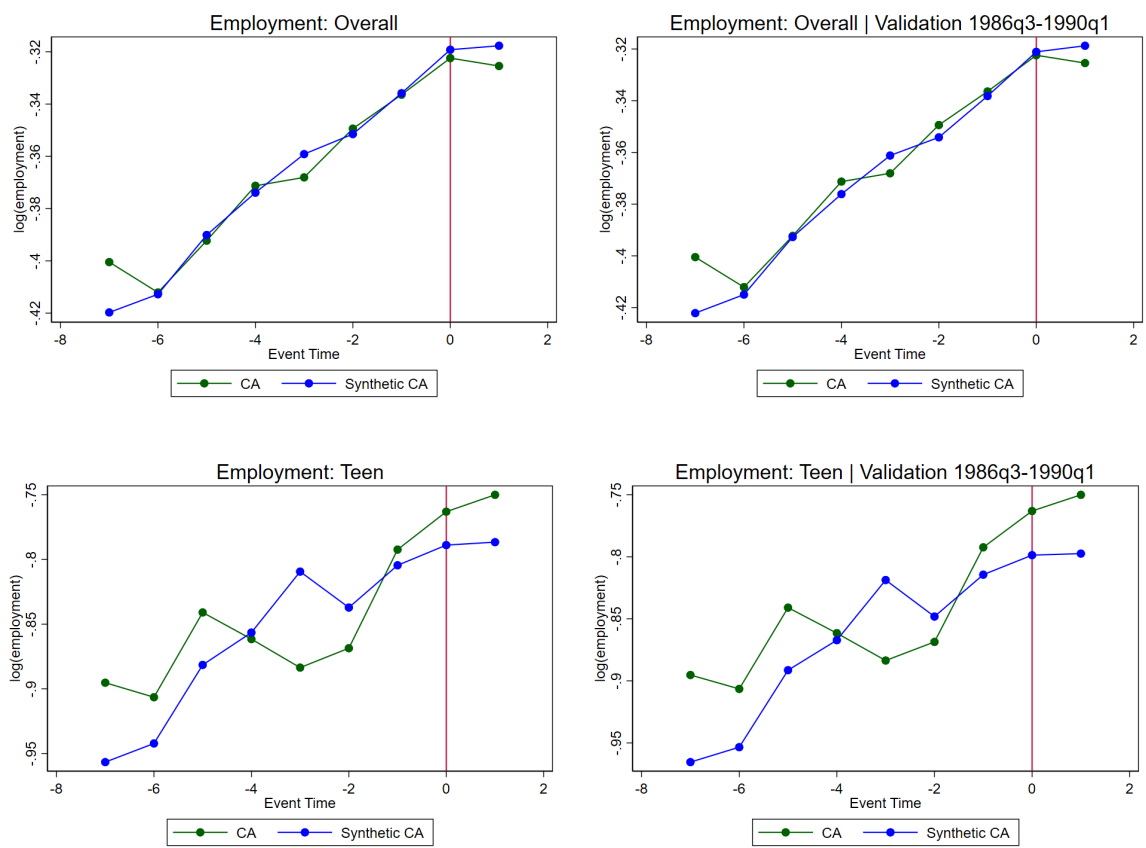 Employment: Overall
log(employment)
-.32
-.34
-.36
-.38
-.4
-.42
-8 -6 -4 -2 0 2
Event Time
CA Synthetic CA
Employment: Overall | Validation 1986q3-1990q1
log(employment)
-.32
-.34
-.36
-.38
-.4
-.42
-8 -6 -4 -2 0 2
Event Time
CA Synthetic CA
Employment: Teen
log(employment)
-.75
-.8
-.85
-.9
-.95
-8 -6 -4 -2 0 2
Event Time
CA Synthetic CA
Employment: Teen | Validation 1986q3-1990q1
log(employment)
-.75
-.8
-.85
-.9
-.95
-8 -6 -4 -2 0 2
Event Time
CA Synthetic CA